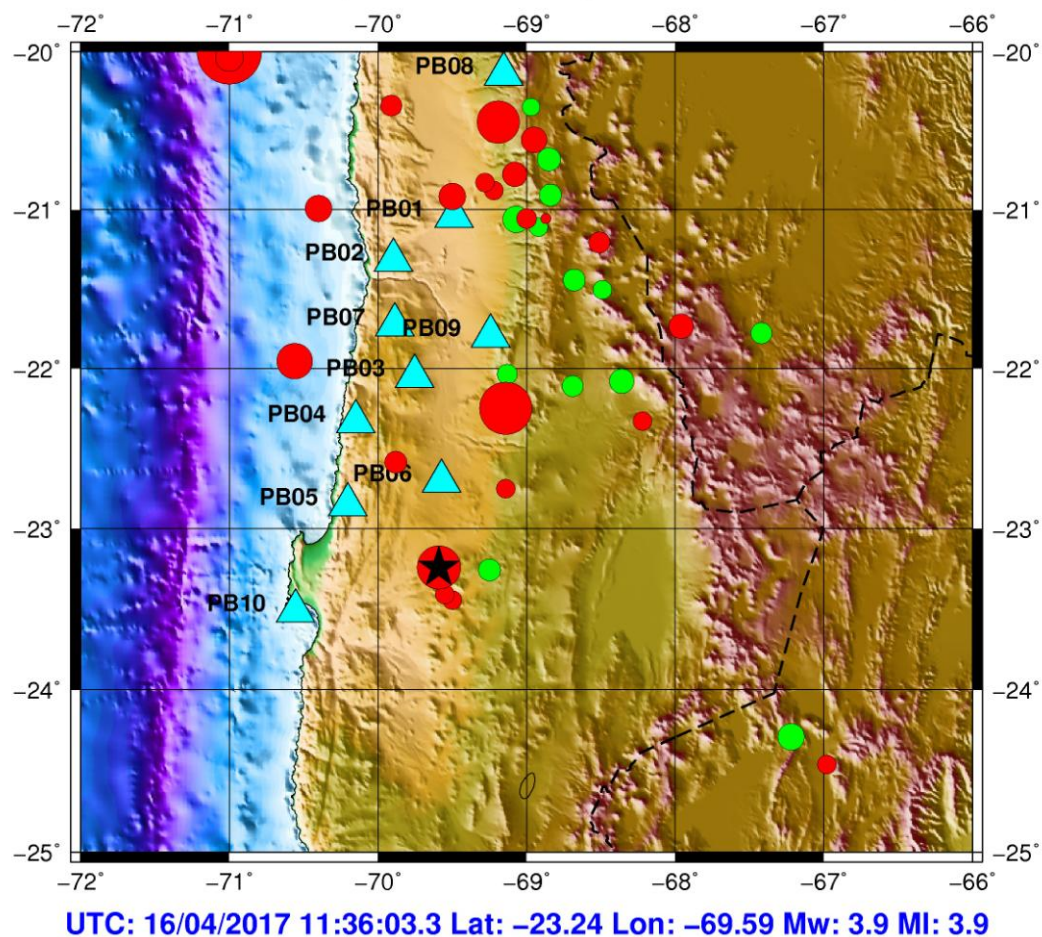 −72˚ −71˚ −70˚ −69˚ −68˚ −67˚ −66˚
−20˚ −20˚
PB08
−21˚ PB01 −21˚
PB02
PB07 PB09
−22˚ PB03 −22˚
PB04
PB06
PB05
−23˚ −23˚
PB10
−24˚ −24˚
−25˚ −25˚
−72˚ −71˚ −70˚ −69˚ −68˚ −67˚ −66˚
UTC: 16/04/2017 11:36:03.3 Lat: −23.24 Lon: −69.59 Mw: 3.9 Ml: 3.9